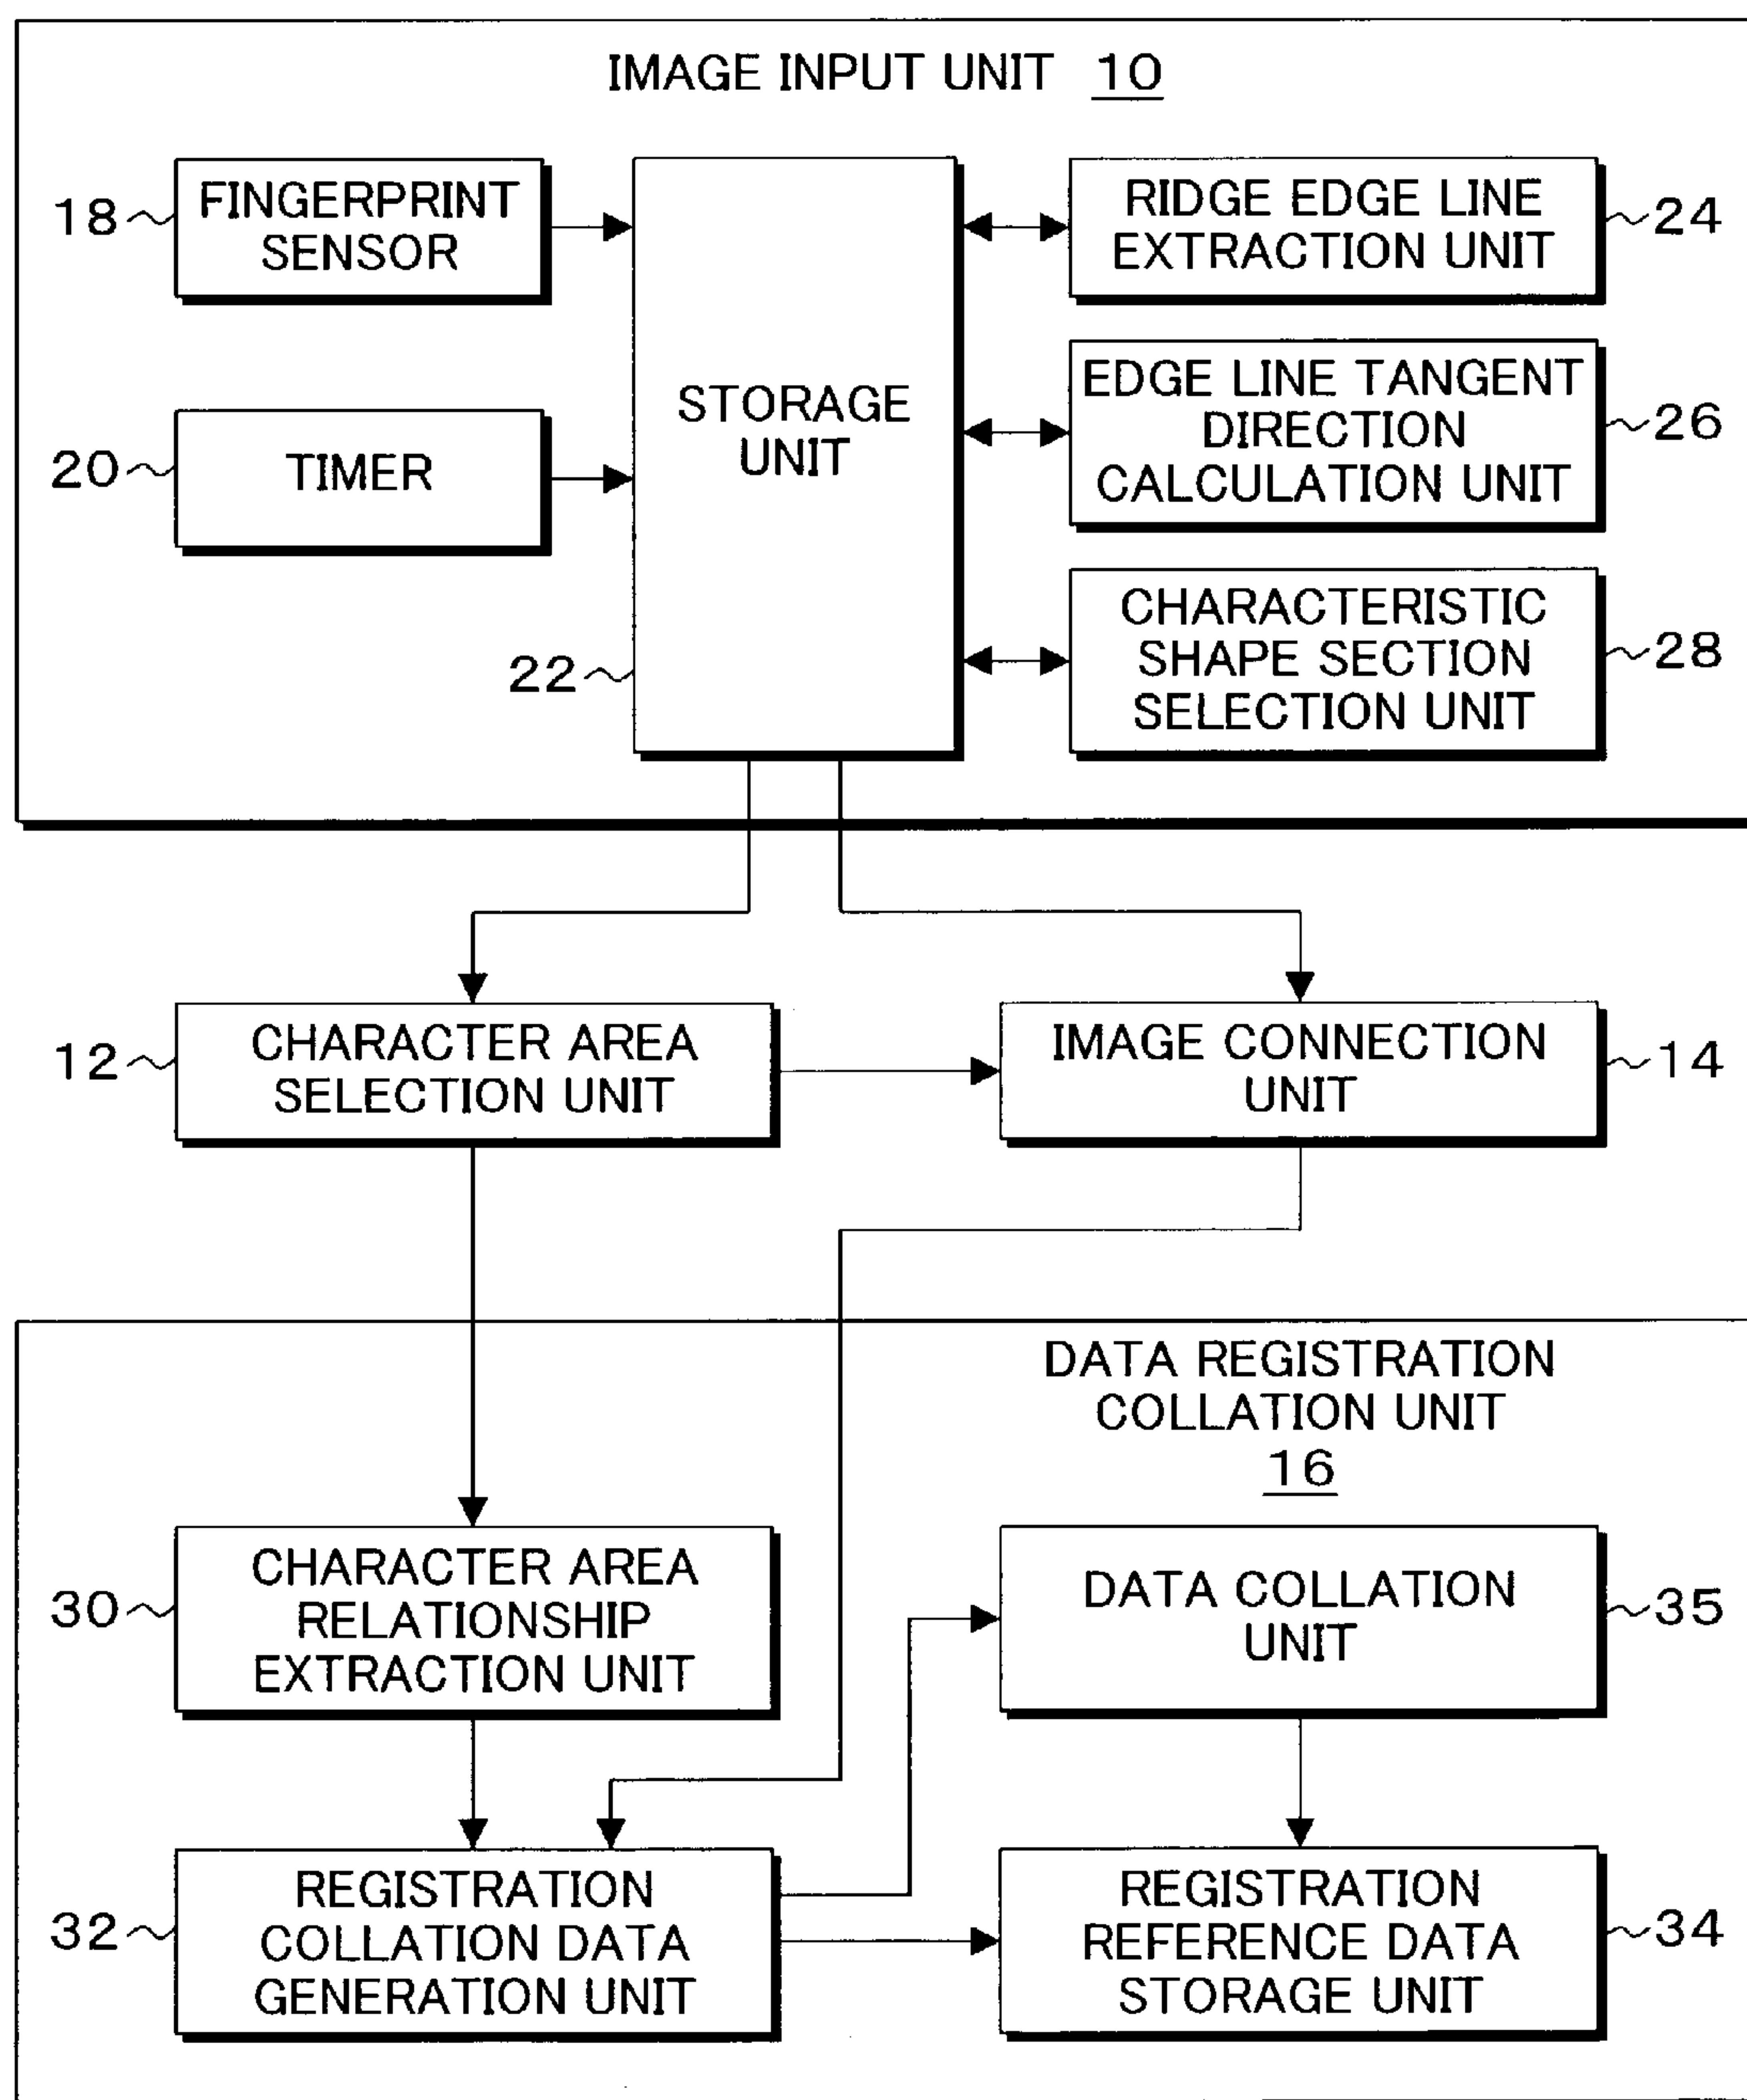 IMAGE INPUT UNIT 10
18
FINGERPRINT
SENSOR
20
TIMER
STORAGE
UNIT
22
RIDGE EDGE LINE
EXTRACTION UNIT
24
EDGE LINE TANGENT
DIRECTION
CALCULATION UNIT
26
CHARACTERISTIC
SHAPE SECTION
SELECTION UNIT
28
12
CHARACTER AREA
SELECTION UNIT
IMAGE CONNECTION
UNIT
14
DATA REGISTRATION
COLLATION UNIT
16
30
CHARACTER AREA
RELATIONSHIP
EXTRACTION UNIT
DATA COLLATION
UNIT
35
32
REGISTRATION
COLLATION DATA
GENERATION UNIT
REGISTRATION
REFERENCE DATA
STORAGE UNIT
34